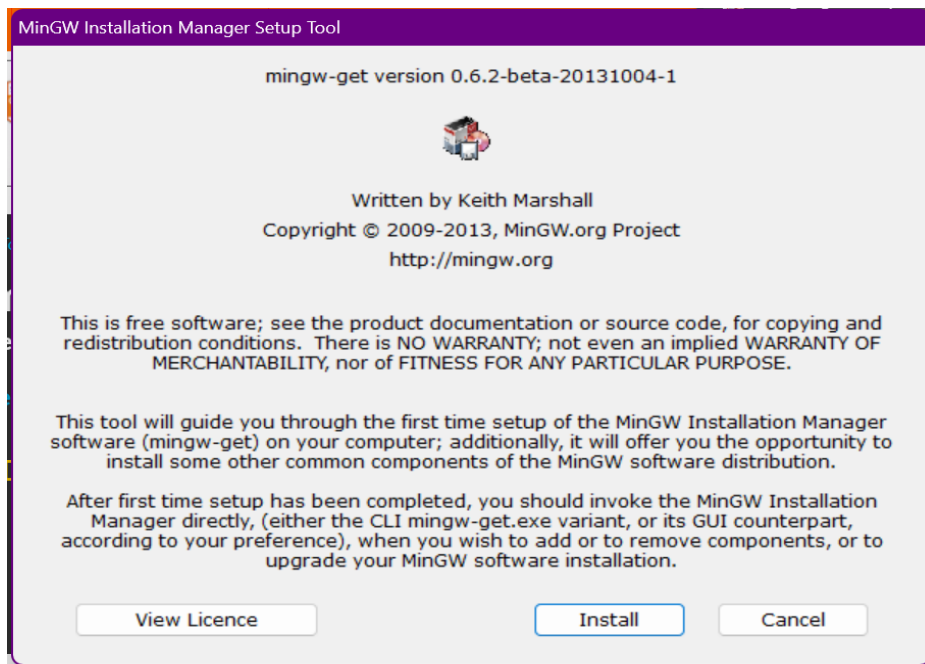 MinGW Installation Manager Setup Tool
mingw-get version 0.6.2-beta-20131004-1
Written by Keith Marshall
Copyright © 2009-2013, MinGW.org Project
http://mingw.org
This is free software; see the product documentation or source code, for copying and
redistribution conditions.  There is NO WARRANTY; not even an implied WARRANTY OF
MERCHANTABILITY, nor of FITNESS FOR ANY PARTICULAR PURPOSE.
This tool will guide you through the first time setup of the MinGW Installation Manager
software (mingw-get) on your computer; additionally, it will offer you the opportunity to
install some other common components of the MinGW software distribution.
After first time setup has been completed, you should invoke the MinGW Installation
Manager directly, (either the CLI mingw-get.exe variant, or its GUI counterpart,
according to your preference), when you wish to add or to remove components, or to
upgrade your MinGW software installation.
View Licence
Install
Cancel